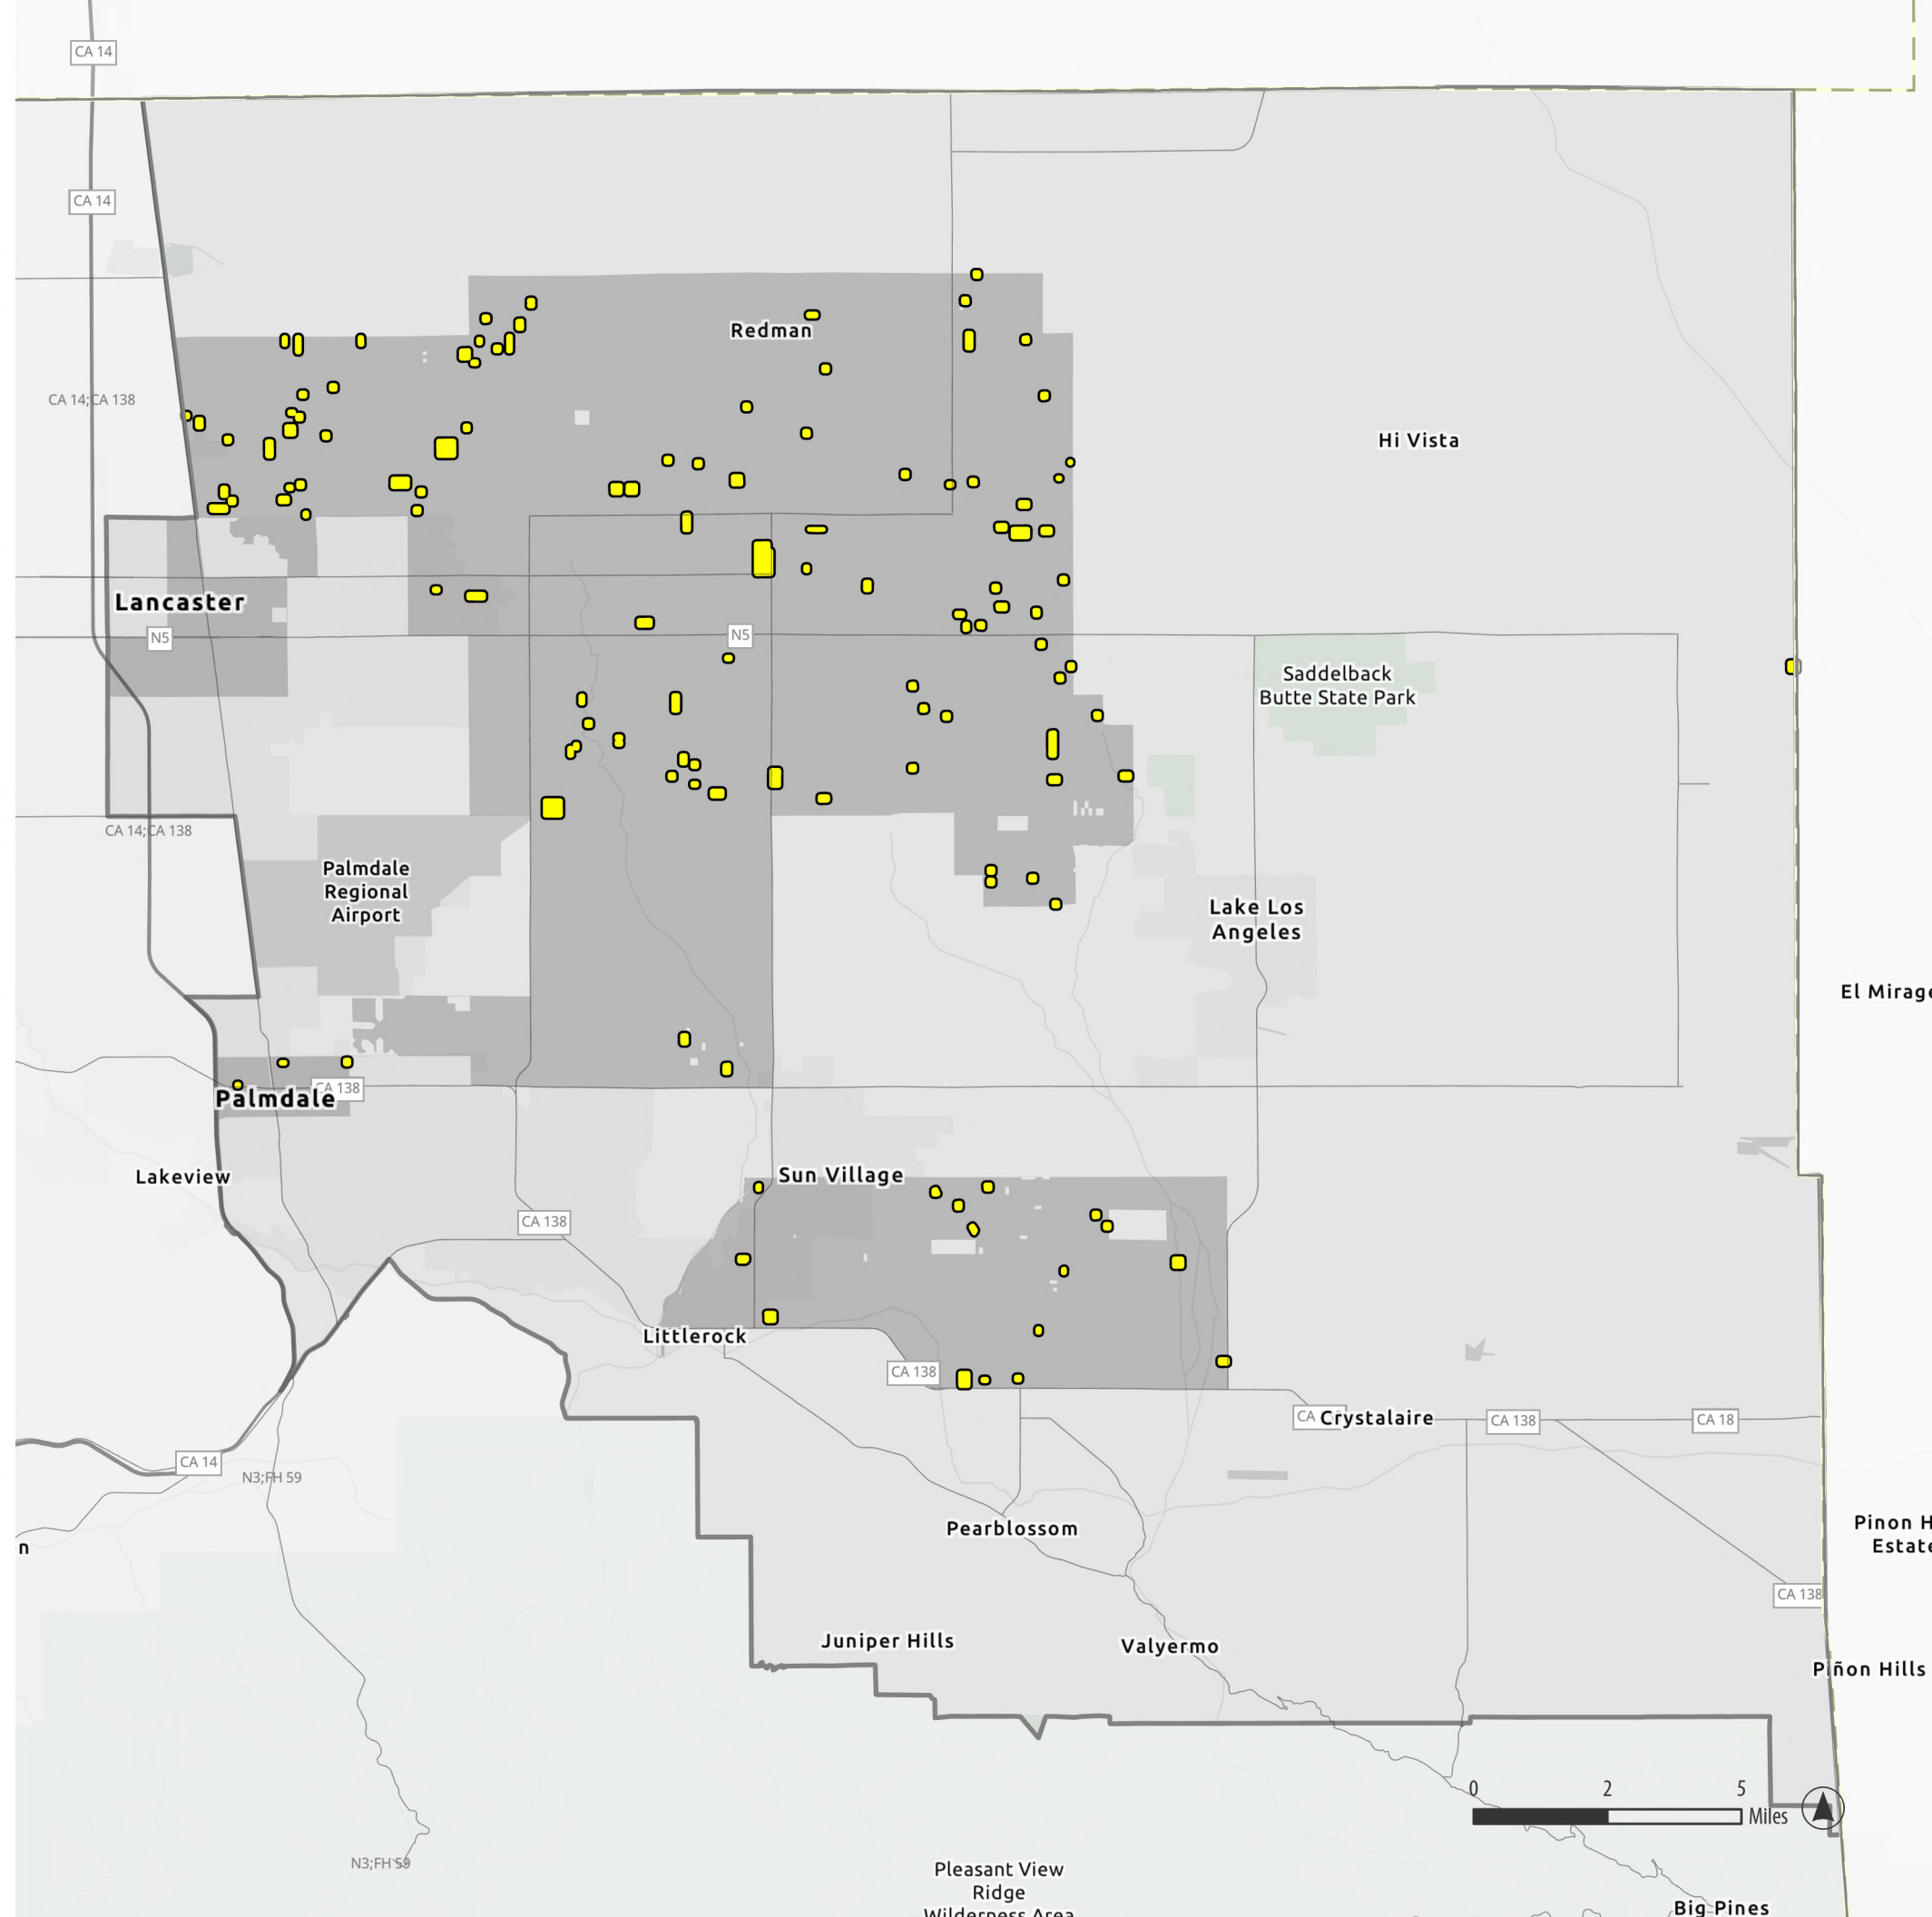 CA 14
CA 14
Redman
CA 14;CA 138
Hi Vista
Lancaster
N5
N5
Saddelback
Butte State Park
CA 14;CA 138
Palmdale
Regional
Airport
Lake Los
Angeles
El Mirage
CA 138
Palmdale
Lakeview
Sun Village
CA 138
Littlerock
CA 138
CA
Crystalaire
CA 138
CA 18
CA 14
N3;FH 59
Pearblossom
Pinon H
Estate
n
CA 138
Juniper Hills
Valyermo
Piñon Hills
0 2 5
Miles
N3;FH 59
Pleasant View
Ridge
Wilderness Area
Big Pines